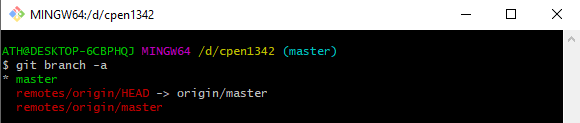 MINGW64:/d/cpen1342
ATH@DESKTOP-6CBPHQJ MINGW64 /d/cpen1342 (master)
$ git branch -a
* master
  remotes/origin/HEAD -> origin/master
  remotes/origin/master